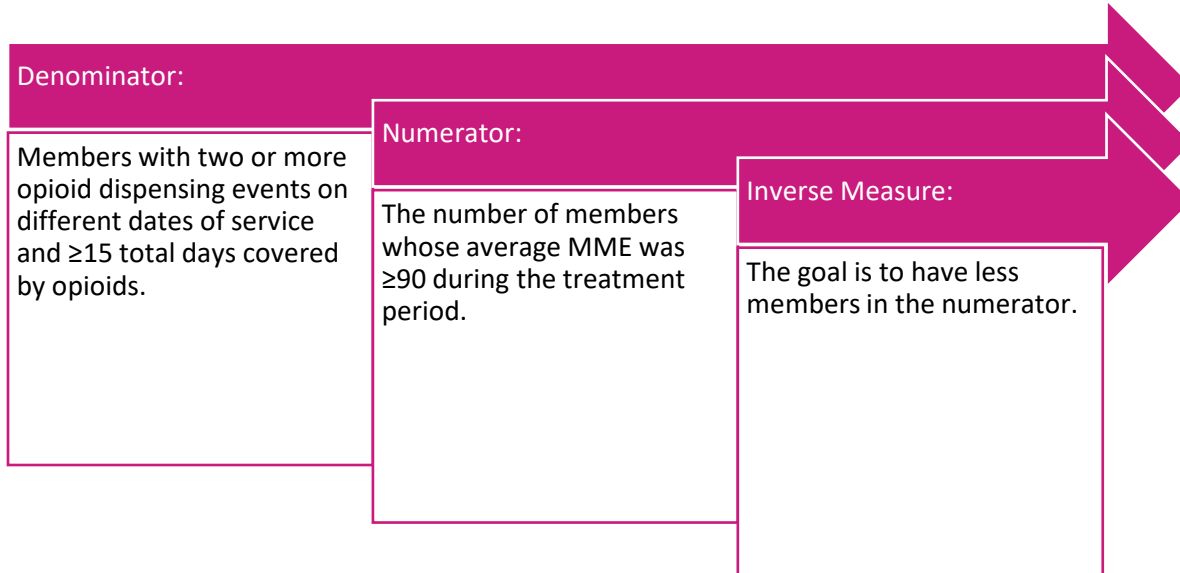 Denominator:
Members with two or more
opioid dispensing events on
different dates of service
and ≥15 total days covered
by opioids.
Numerator:
The number of members
whose average MME was
≥90 during the treatment
period.
Inverse Measure:
The goal is to have less
members in the numerator.